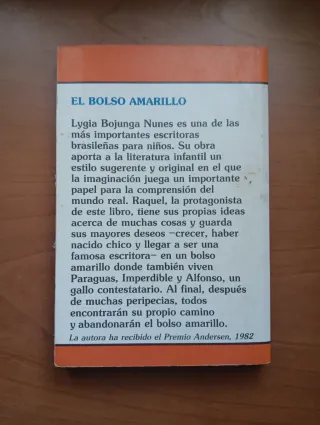 EL BOLSO AMARILLO
Lygia Bojunga Nunes es una de las
más importantes escritoras
brasileñas para niños. Su obra
aporta a la literatura infantil un
estilo sugerente y original en el que
la imaginación juega un importante
papel para la comprensión del
mundo real. Raquel, la protagonista
de este libro, tiene sus propias ideas
acerca de muchas cosas y guarda
sus mayores deseos –crecer, haber
nacido chico y llegar a ser una
famosa escritora– en un bolso
amarillo donde también viven
Paraguas, Imperdible y Alfonso, un
gallo contestatario. Al final, después
de muchas peripecias, todos
encontrarán su propio camino
y abandonarán el bolso amarillo.
La autora ha recibido el Premio Andersen, 1982